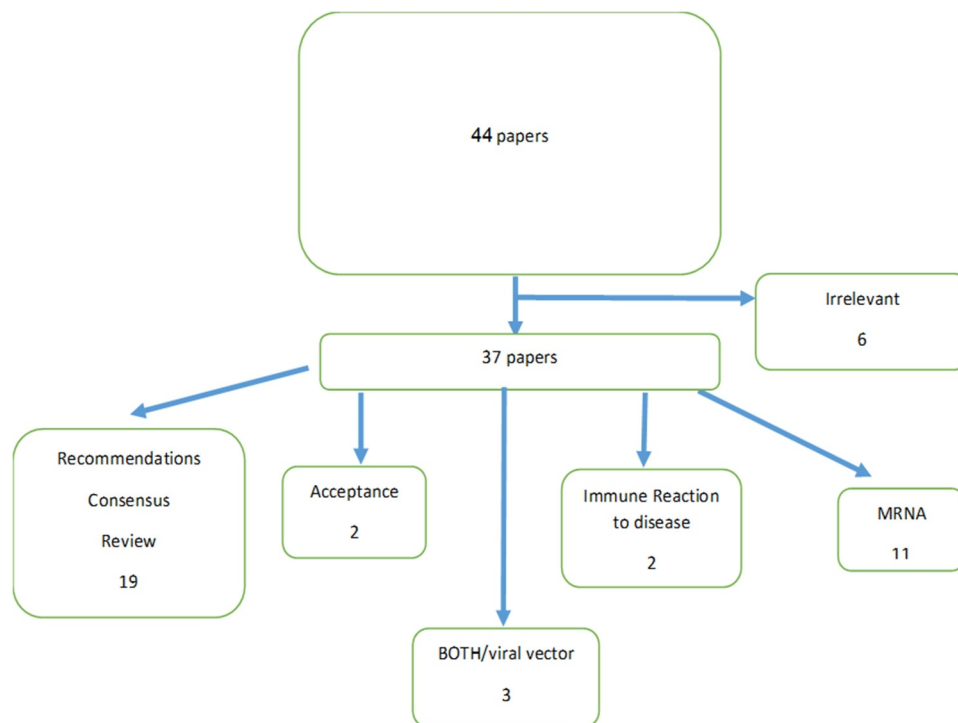 44 papers
Irrelevant
6
37 papers
Recommendations
Consensus
Review
19
Acceptance
2
BOTH/viral vector
3
Immune Reaction
to disease
2
MRNA
11